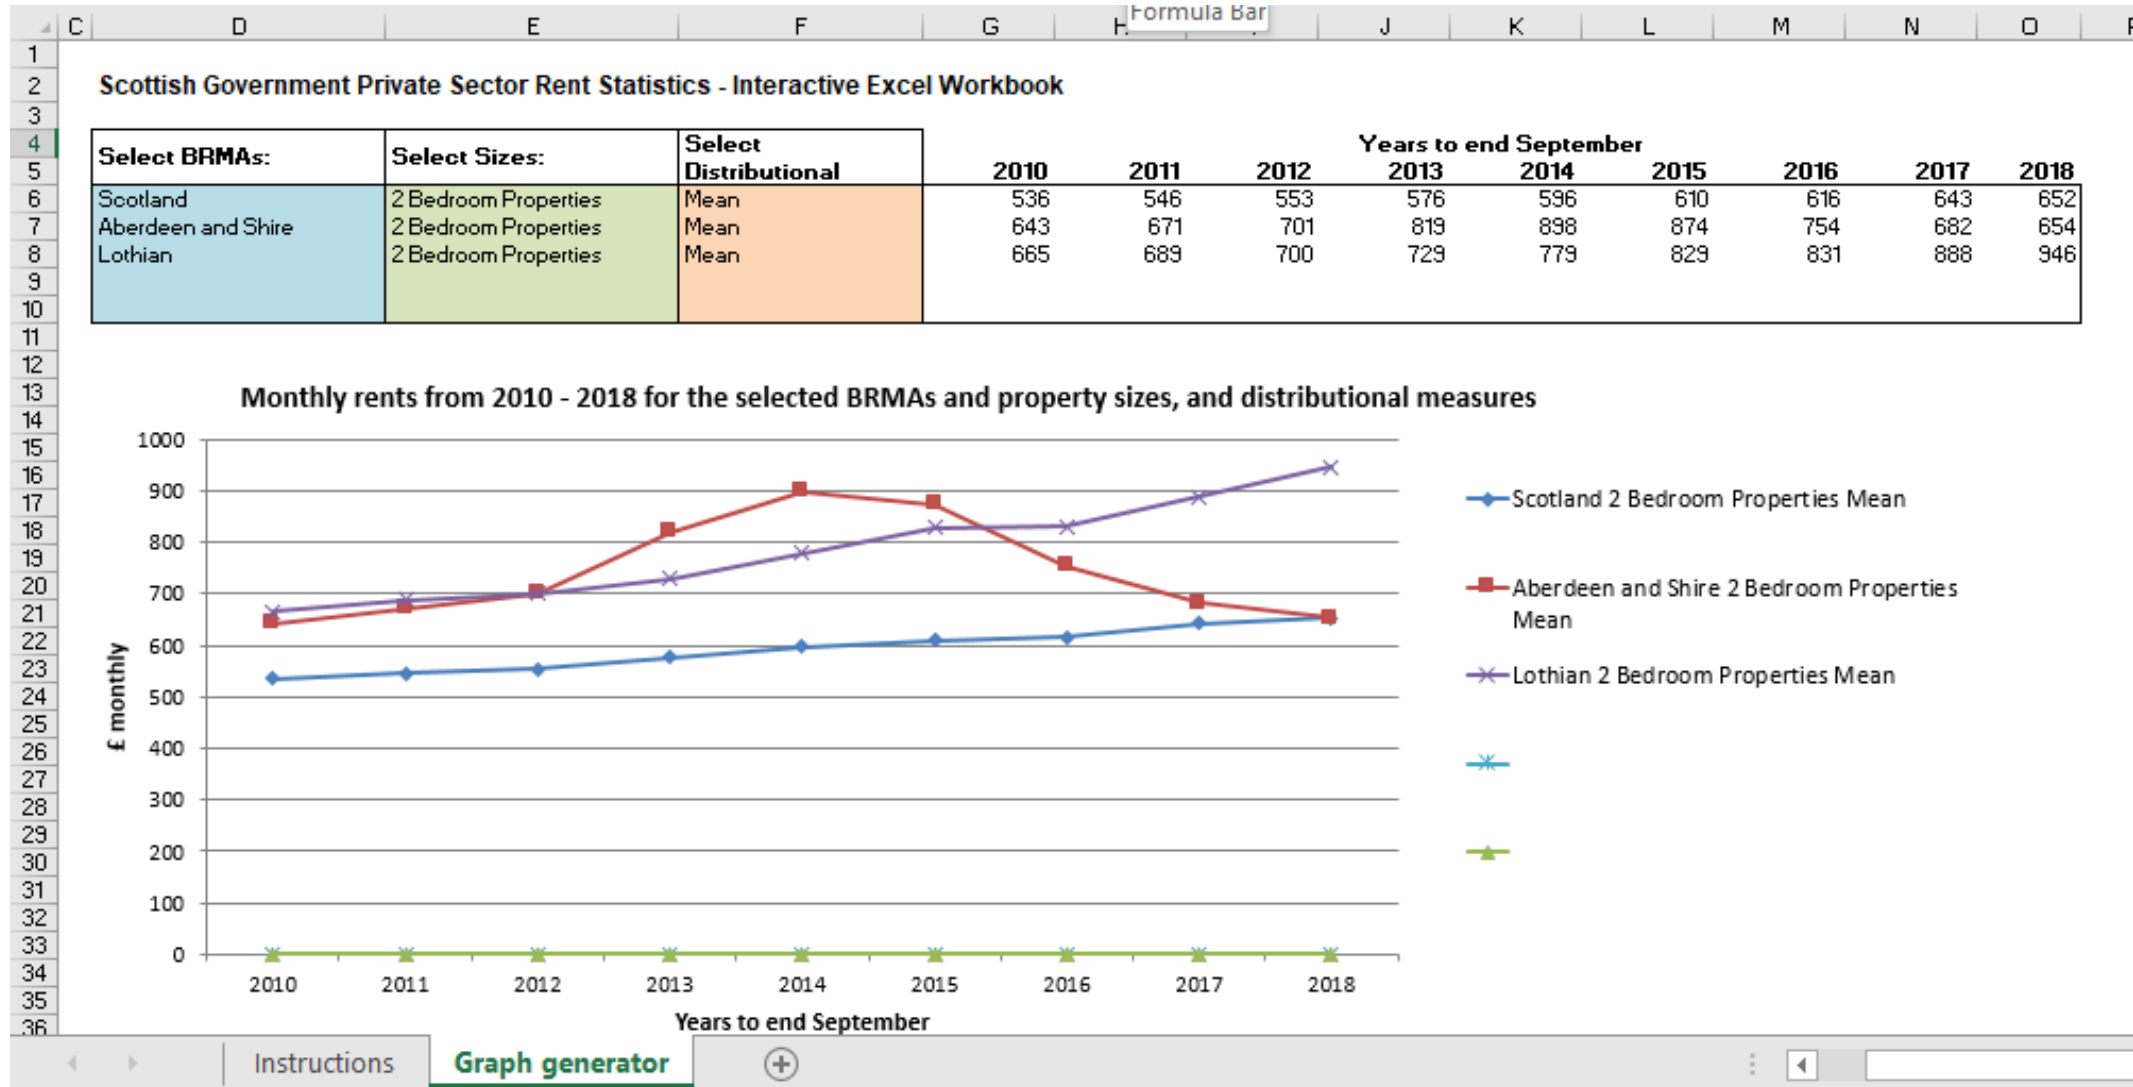 Formula Bar
C D E F G H J K L M N O
1
2 Scottish Government Private Sector Rent Statistics - Interactive Excel Workbook
3
4 Select BRMAs: Select Sizes: Select Distributional Years to end September
5 2010 2011 2012 2013 2014 2015 2016 2017 2018
6 Scotland 2 Bedroom Properties Mean 536 546 553 576 596 610 616 643 652
7 Aberdeen and Shire 2 Bedroom Properties Mean 643 671 701 819 898 874 754 682 654
8 Lothian 2 Bedroom Properties Mean 665 689 700 729 779 829 831 888 946
9
10
11
12
13
14
15
16
17
18
19
20
21
22
23
24
25
26
27
28
29
30
31
32
33
34
35
36
Monthly rents from 2010 - 2018 for the selected BRMAs and property sizes, and distributional measures
£ monthly
1000
900
800
700
600
500
400
300
200
100
0
2010 2011 2012 2013 2014 2015 2016 2017 2018
Years to end September
Scotland 2 Bedroom Properties Mean
Aberdeen and Shire 2 Bedroom Properties
Mean
Lothian 2 Bedroom Properties Mean
Instructions Graph generator